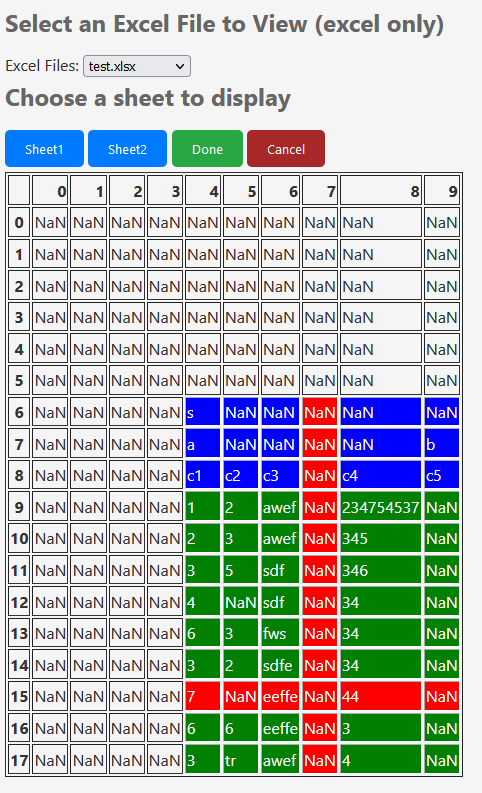 Select an Excel File to View (excel only)
Excel Files: test.xlsx
Choose a sheet to display
Sheet1 Sheet2 Done Cancel
0 1 2 3 4 5 6 7 8 9
0 NaN NaN NaN NaN NaN NaN NaN NaN NaN NaN
1 NaN NaN NaN NaN NaN NaN NaN NaN NaN NaN
2 NaN NaN NaN NaN NaN NaN NaN NaN NaN NaN
3 NaN NaN NaN NaN NaN NaN NaN NaN NaN NaN
4 NaN NaN NaN NaN NaN NaN NaN NaN NaN NaN
5 NaN NaN NaN NaN NaN NaN NaN NaN NaN NaN
6 NaN NaN NaN NaN s NaN NaN NaN NaN NaN
7 NaN NaN NaN NaN a NaN NaN NaN NaN b
8 NaN NaN NaN NaN c1 c2 c3 NaN c4 c5
9 NaN NaN NaN NaN 1 2 awef NaN 234754537 NaN
10 NaN NaN NaN NaN 2 3 awef NaN 345 NaN
11 NaN NaN NaN NaN 3 5 sdf NaN 346 NaN
12 NaN NaN NaN NaN 4 NaN sdf NaN 34 NaN
13 NaN NaN NaN NaN 6 3 fws NaN 34 NaN
14 NaN NaN NaN NaN 3 2 sdfe NaN 34 NaN
15 NaN NaN NaN NaN 7 NaN eeffe NaN 44 NaN
16 NaN NaN NaN NaN 6 6 eeffe NaN 3 NaN
17 NaN NaN NaN NaN 3 tr awef NaN 4 NaN